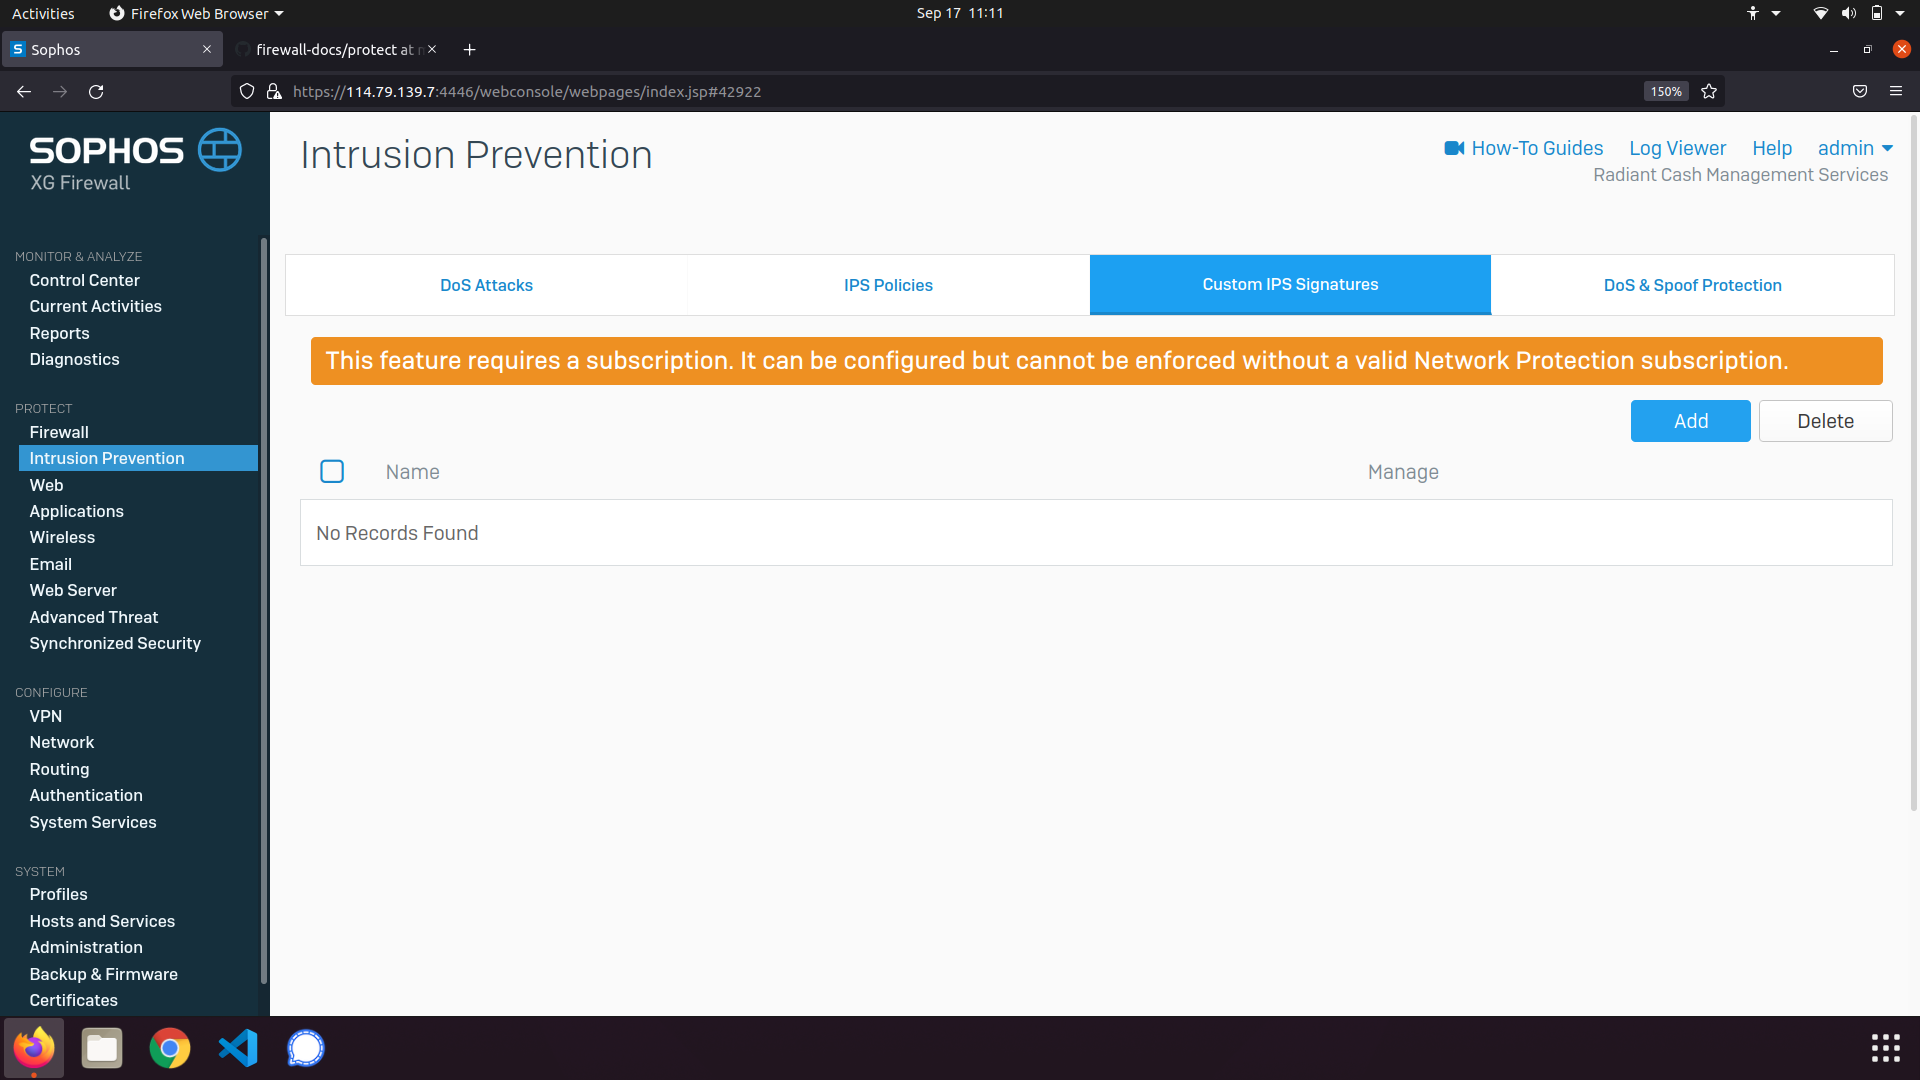 Activities
Firefox Web Browser
Sep 17 11:11
Sophos
firewall-docs/protect at
https://114.79.139.7:4446/webconsole/webpages/index.jsp#42922
150%
SOPHOS
XG Firewall
Intrusion Prevention
How-To Guides
Log Viewer
Help
admin
Radiant Cash Management Services
MONITOR & ANALYZE
Control Center
Current Activities
Reports
Diagnostics
PROTECT
Firewall
Intrusion Prevention
Web
Applications
Wireless
Email
Web Server
Advanced Threat
Synchronized Security
CONFIGURE
VPN
Network
Routing
Authentication
System Services
SYSTEM
Profiles
Hosts and Services
Administration
Backup & Firmware
Certificates
DoS Attacks
IPS Policies
Custom IPS Signatures
DoS & Spoof Protection
This feature requires a subscription. It can be configured but cannot be enforced without a valid Network Protection subscription.
Add
Delete
Name
Manage
No Records Found